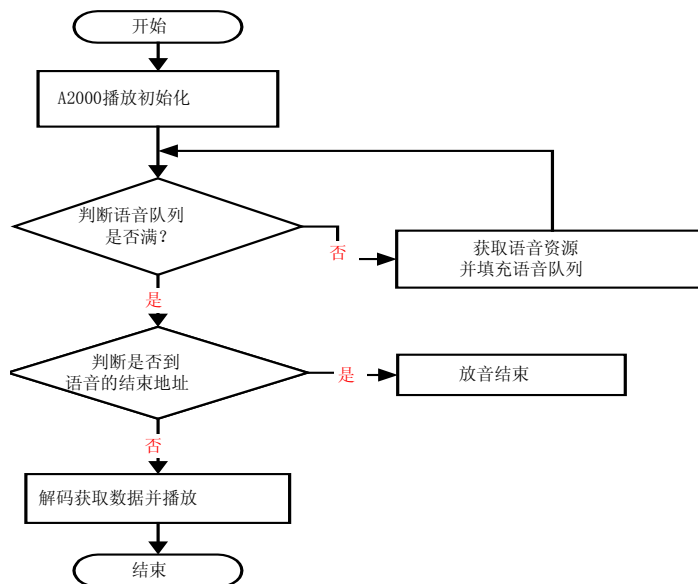 开始
A2000播放初始化
判断语音队列
是否满？
否
获取语音资源
并填充语音队列
是
判断是否到
语音的结束地址
是
放音结束
否
解码获取数据并播放
结束